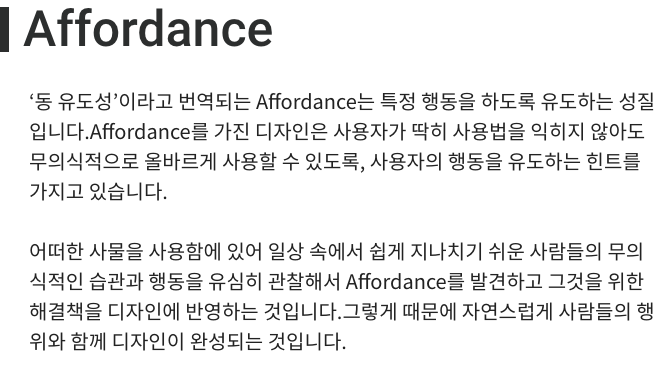 Affordance
‘동 유도성’이라고 번역되는 Affordance는 특정 행동을 하도록 유도하는 성질
입니다.Affordance를 가진 디자인은 사용자가 딱히 사용법을 익히지 않아도
무의식적으로 올바르게 사용할 수 있도록, 사용자의 행동을 유도하는 힌트를
가지고 있습니다.
어떠한 사물을 사용함에 있어 일상 속에서 쉽게 지나치기 쉬운 사람들의 무의
식적인 습관과 행동을 유심히 관찰해서 Affordance를 발견하고 그것을 위한
해결책을 디자인에 반영하는 것입니다.그렇게 때문에 자연스럽게 사람들의 행
위와 함께 디자인이 완성되는 것입니다.